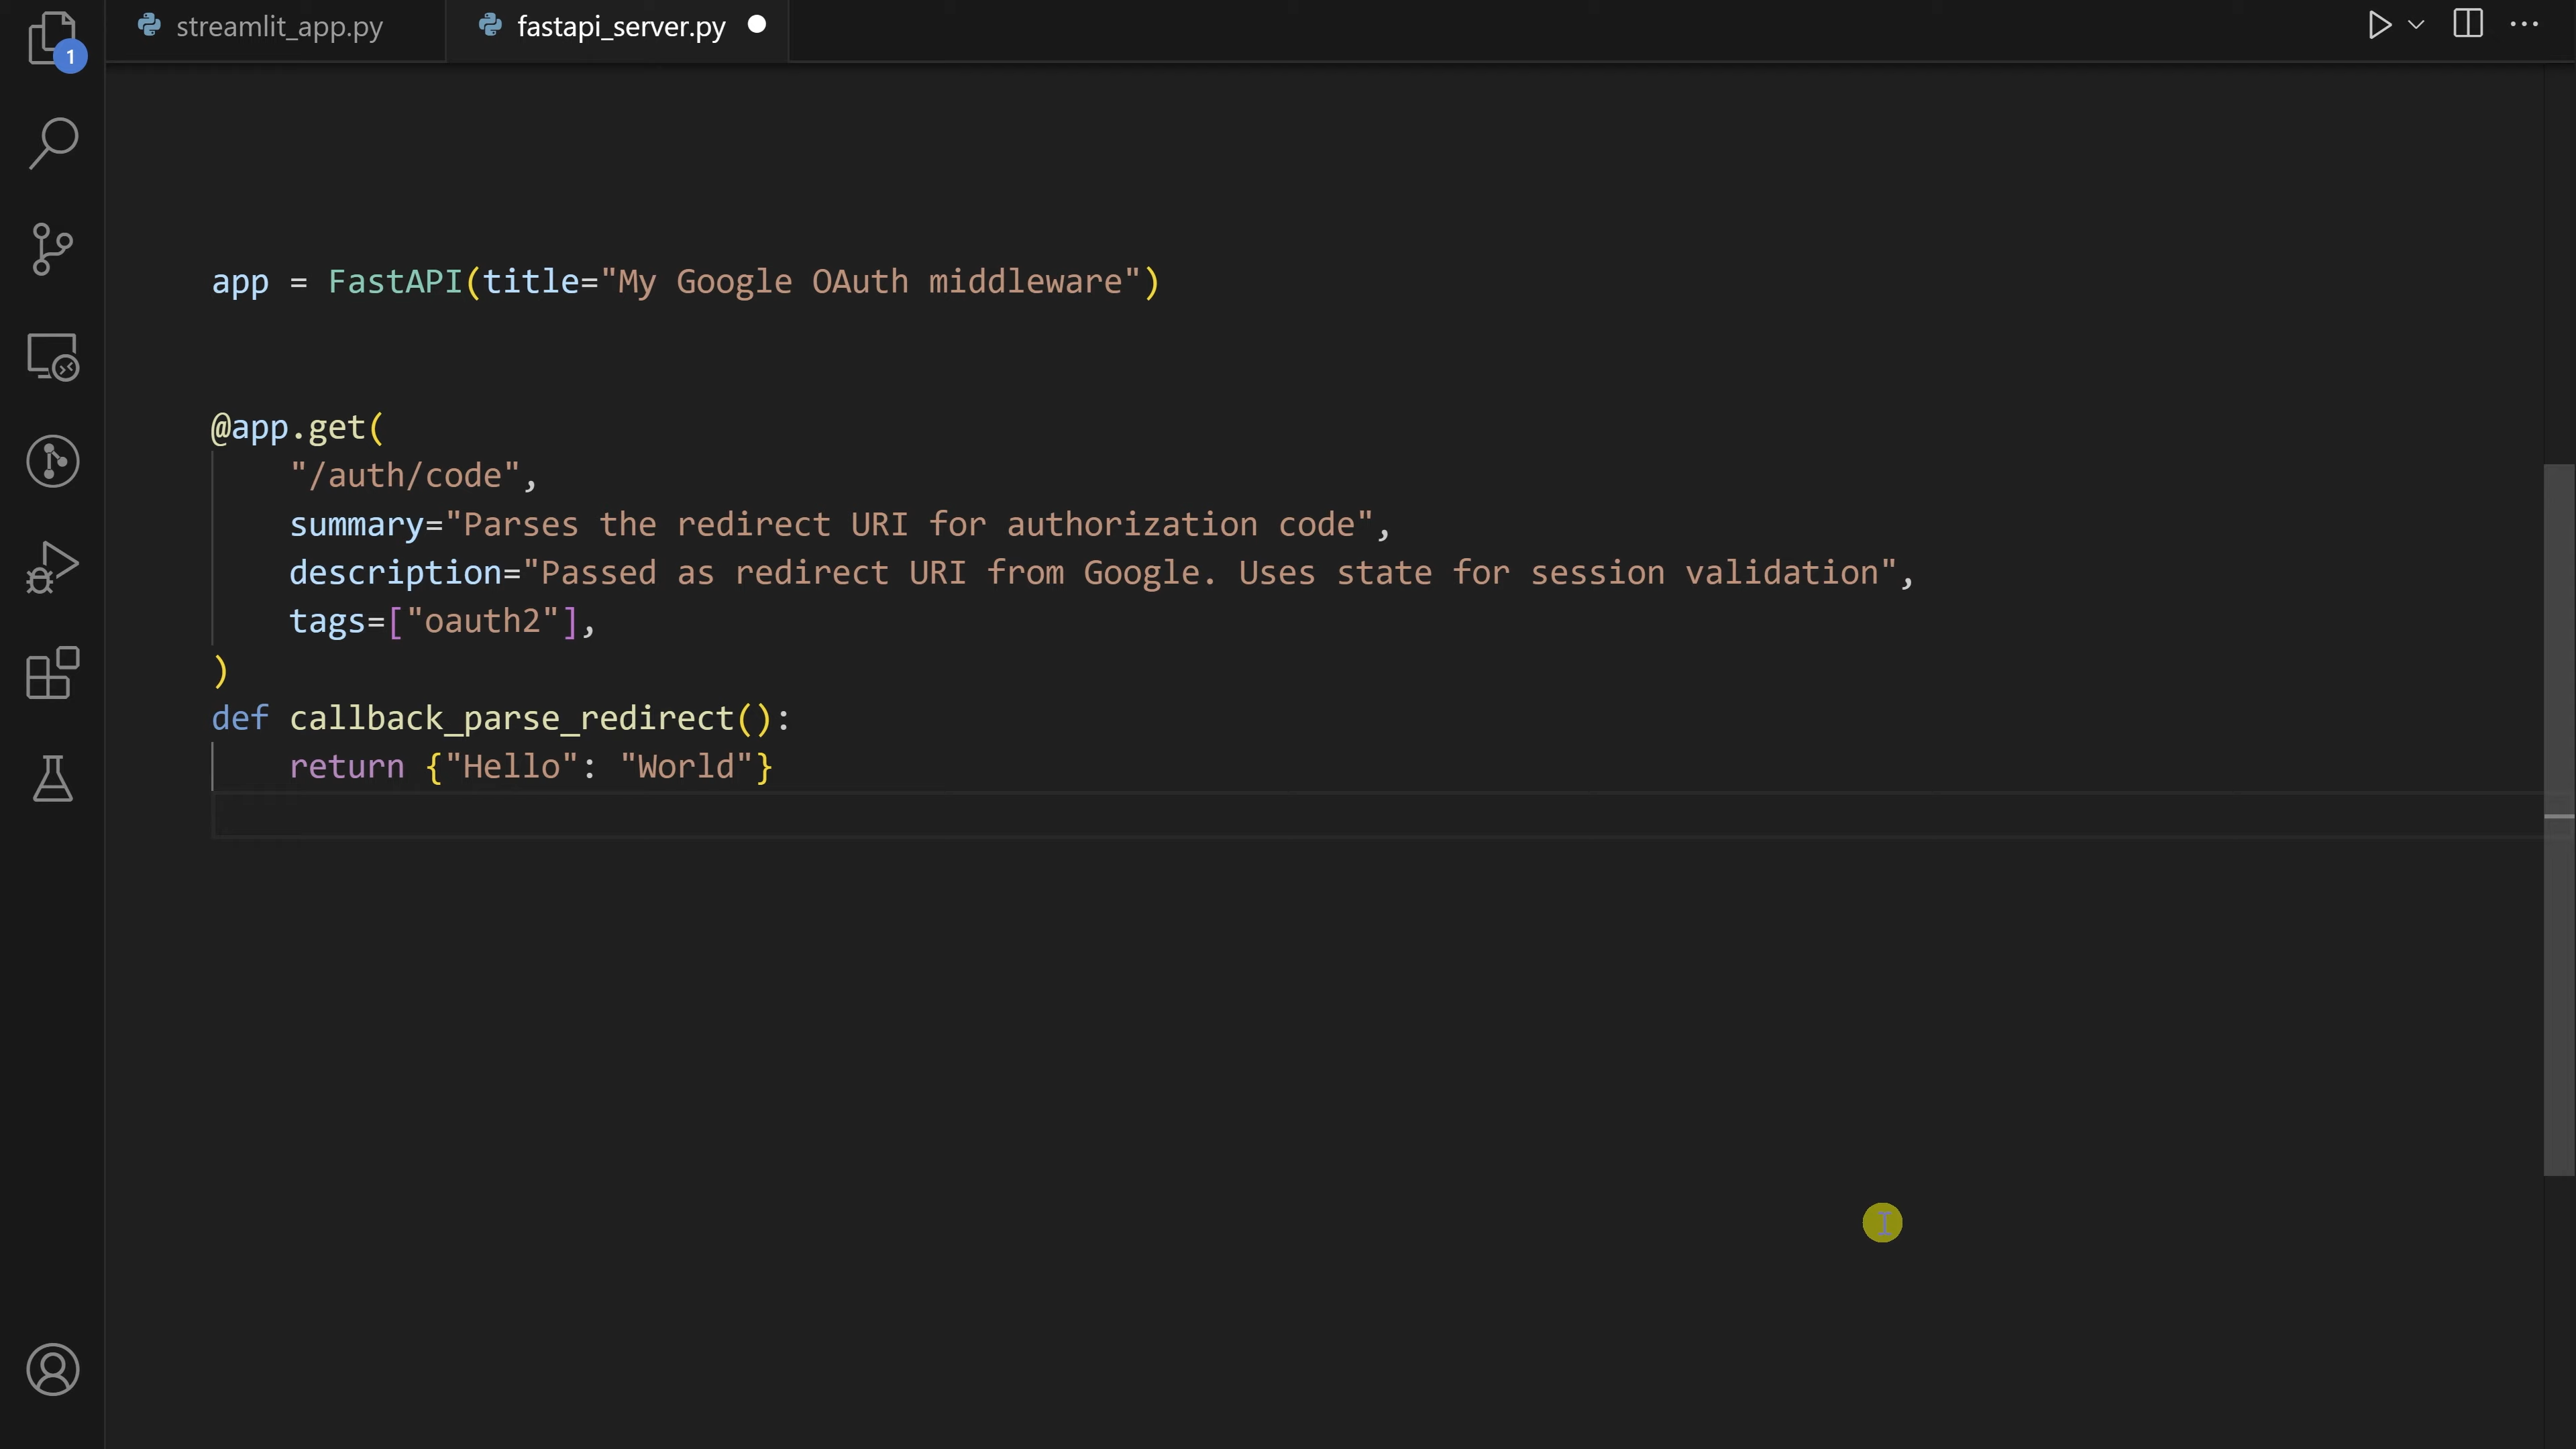 streamlit_app.py
fastapi_server.py
1
app = FastAPI(title="My Google OAuth middleware")
@app.get(
"/auth/code",
summary="Parses the redirect URI for authorization code",
description="Passed as redirect URI from Google. Uses state for session validation",
tags=["oauth2"],
)
def callback_parse_redirect():
return {"Hello": "World"}